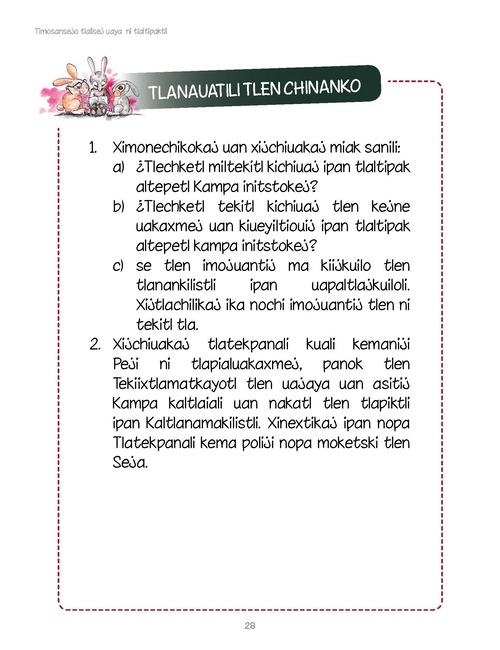 Timosansejo tlalisej uaya ni tlaltipaktli
TLANAUATILI TLEN CHINANKO
1. Ximonechikokaj uan xijchiuakaj miak sanili:
a) ¿Tlechketl miltekitl kichiuaj ipan tlaltipak
altepetl Kampa initstokej?
b) ¿Tlechketl tekitl kichiuaj tlen kejne
uakaxmej uan kiueyiltiouij ipan tlaltipak
altepetl kampa initstokej?
c) se tlen imojuantij ma kiijkuilo tlen
tlanankilistli ipan uapaltlajkuiloli.
Xijtlachilikaj ika nochi imojuantij tlen ni
tekitl tla.
2. Xijchiuakaj tlatekpanali kuali kemaniji
Peji ni tlapialuakaxmej, panok tlen
Tekiixtlamatkayotl tlen uajaya uan asitij
Kampa kaltlaiali uan nakatl tlen tlapiktli
ipan Kaltlanamakilistli. Xinextikaj ipan nopa
Tlatekpanali kema poliji nopa moketski tlen
Seja.
28